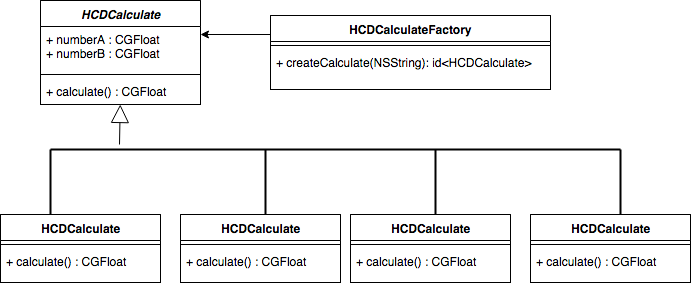 HCDCalculate
+ numberA : CGFloat
+ numberB : CGFloat
+ calculate() : CGFloat
HCDCalculateFactory
+ createCalculate(NSString): id<HCDCalculate>
HCDCalculate
+ calculate() : CGFloat
HCDCalculate
+ calculate() : CGFloat
HCDCalculate
+ calculate() : CGFloat
HCDCalculate
+ calculate() : CGFloat